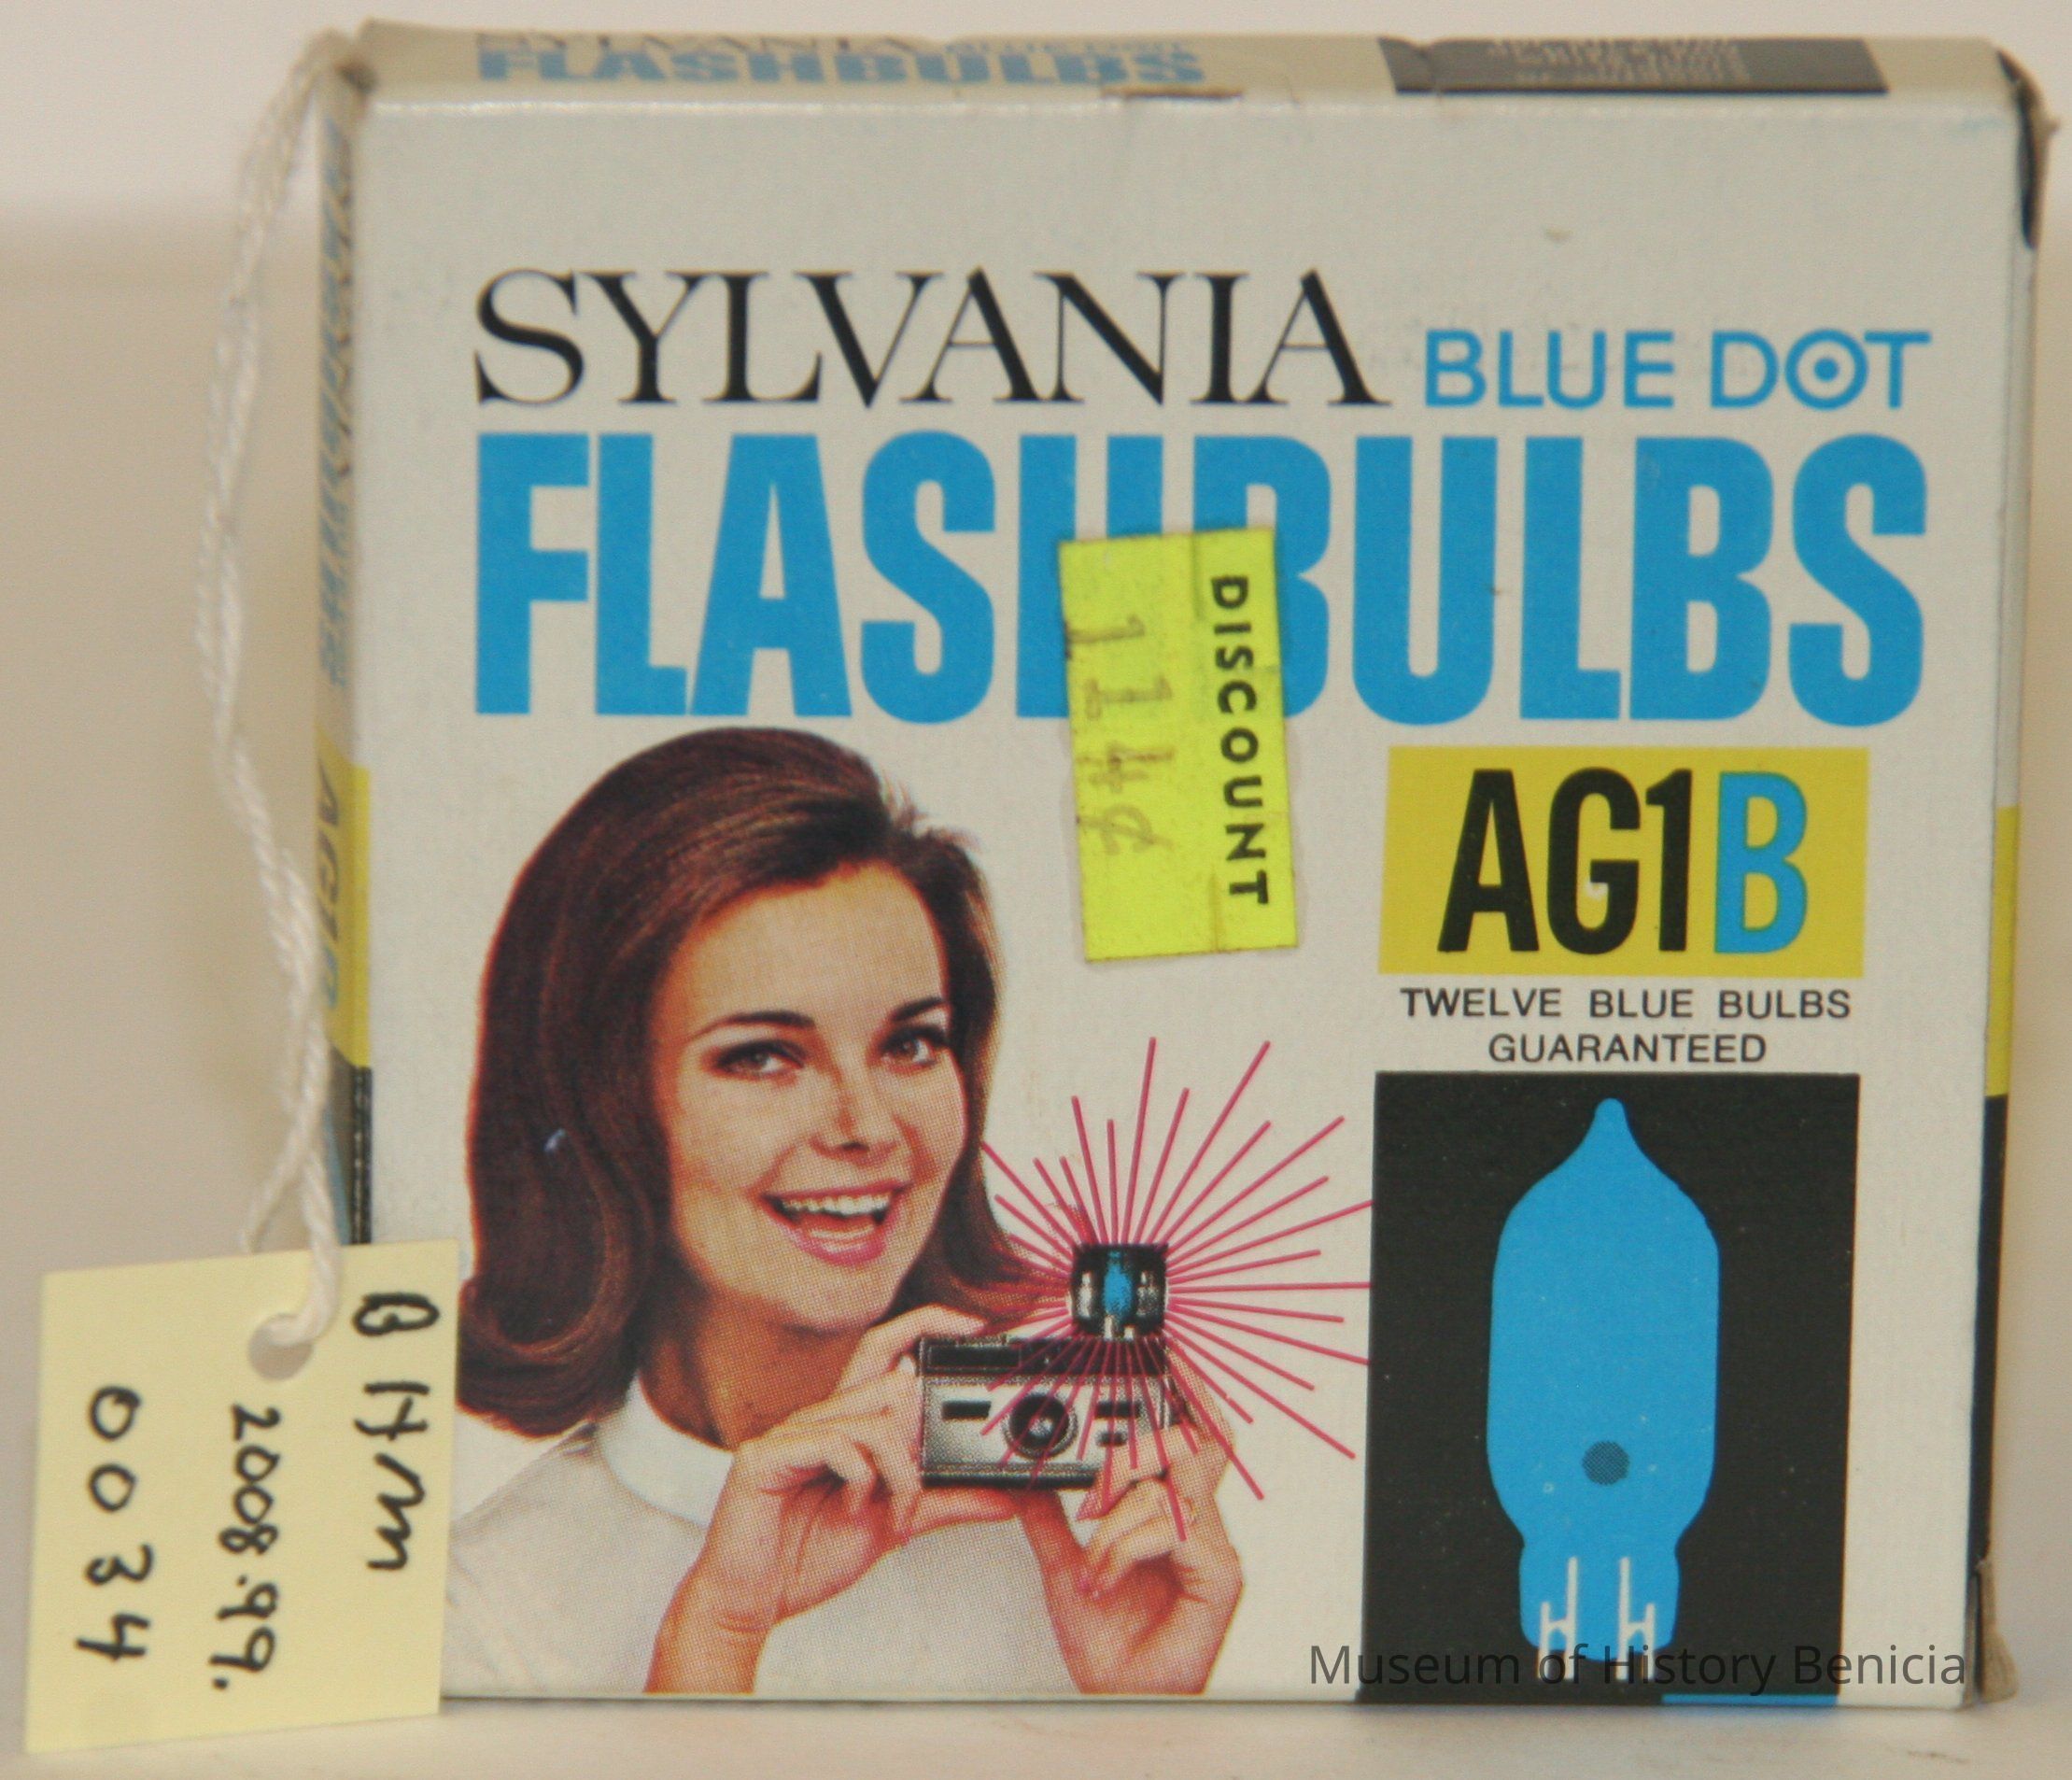 FLASHBULBS
SYLVANIA BLUE DOT
FLASHBULBS
DISCOUNT
AG1B
TWELVE BLUE BULBS
GUARANTEED
BHM
2008.99.
0034
Museum of History Benicia